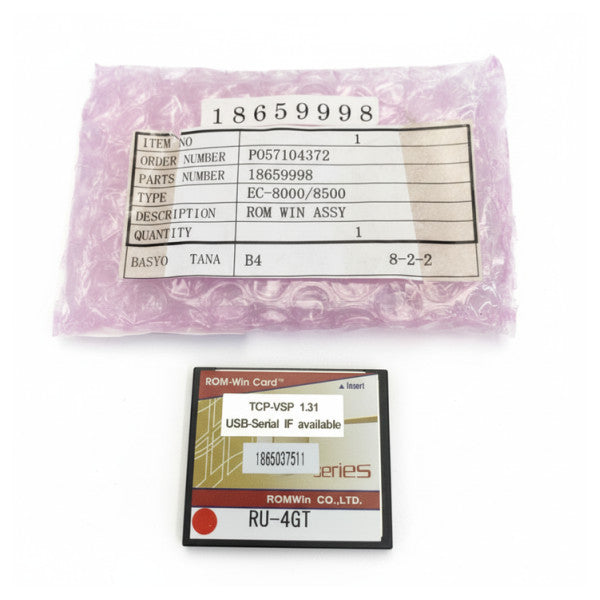 18659998
ITEM NO 1
ORDER NUMBER PO57104372
PARTS NUMBER 18659998
TYPE EC-8000/8500
DESCRIPTION ROM WIN ASSY
QUANTITY 1
BASYO TANA B4 8-2-2
ROM-Win Card™
▲ Insert
TCP-VSP 1.31
USB-Serial IF available
1865037511
series
ROMWin CO.,LTD.
RU-4GT